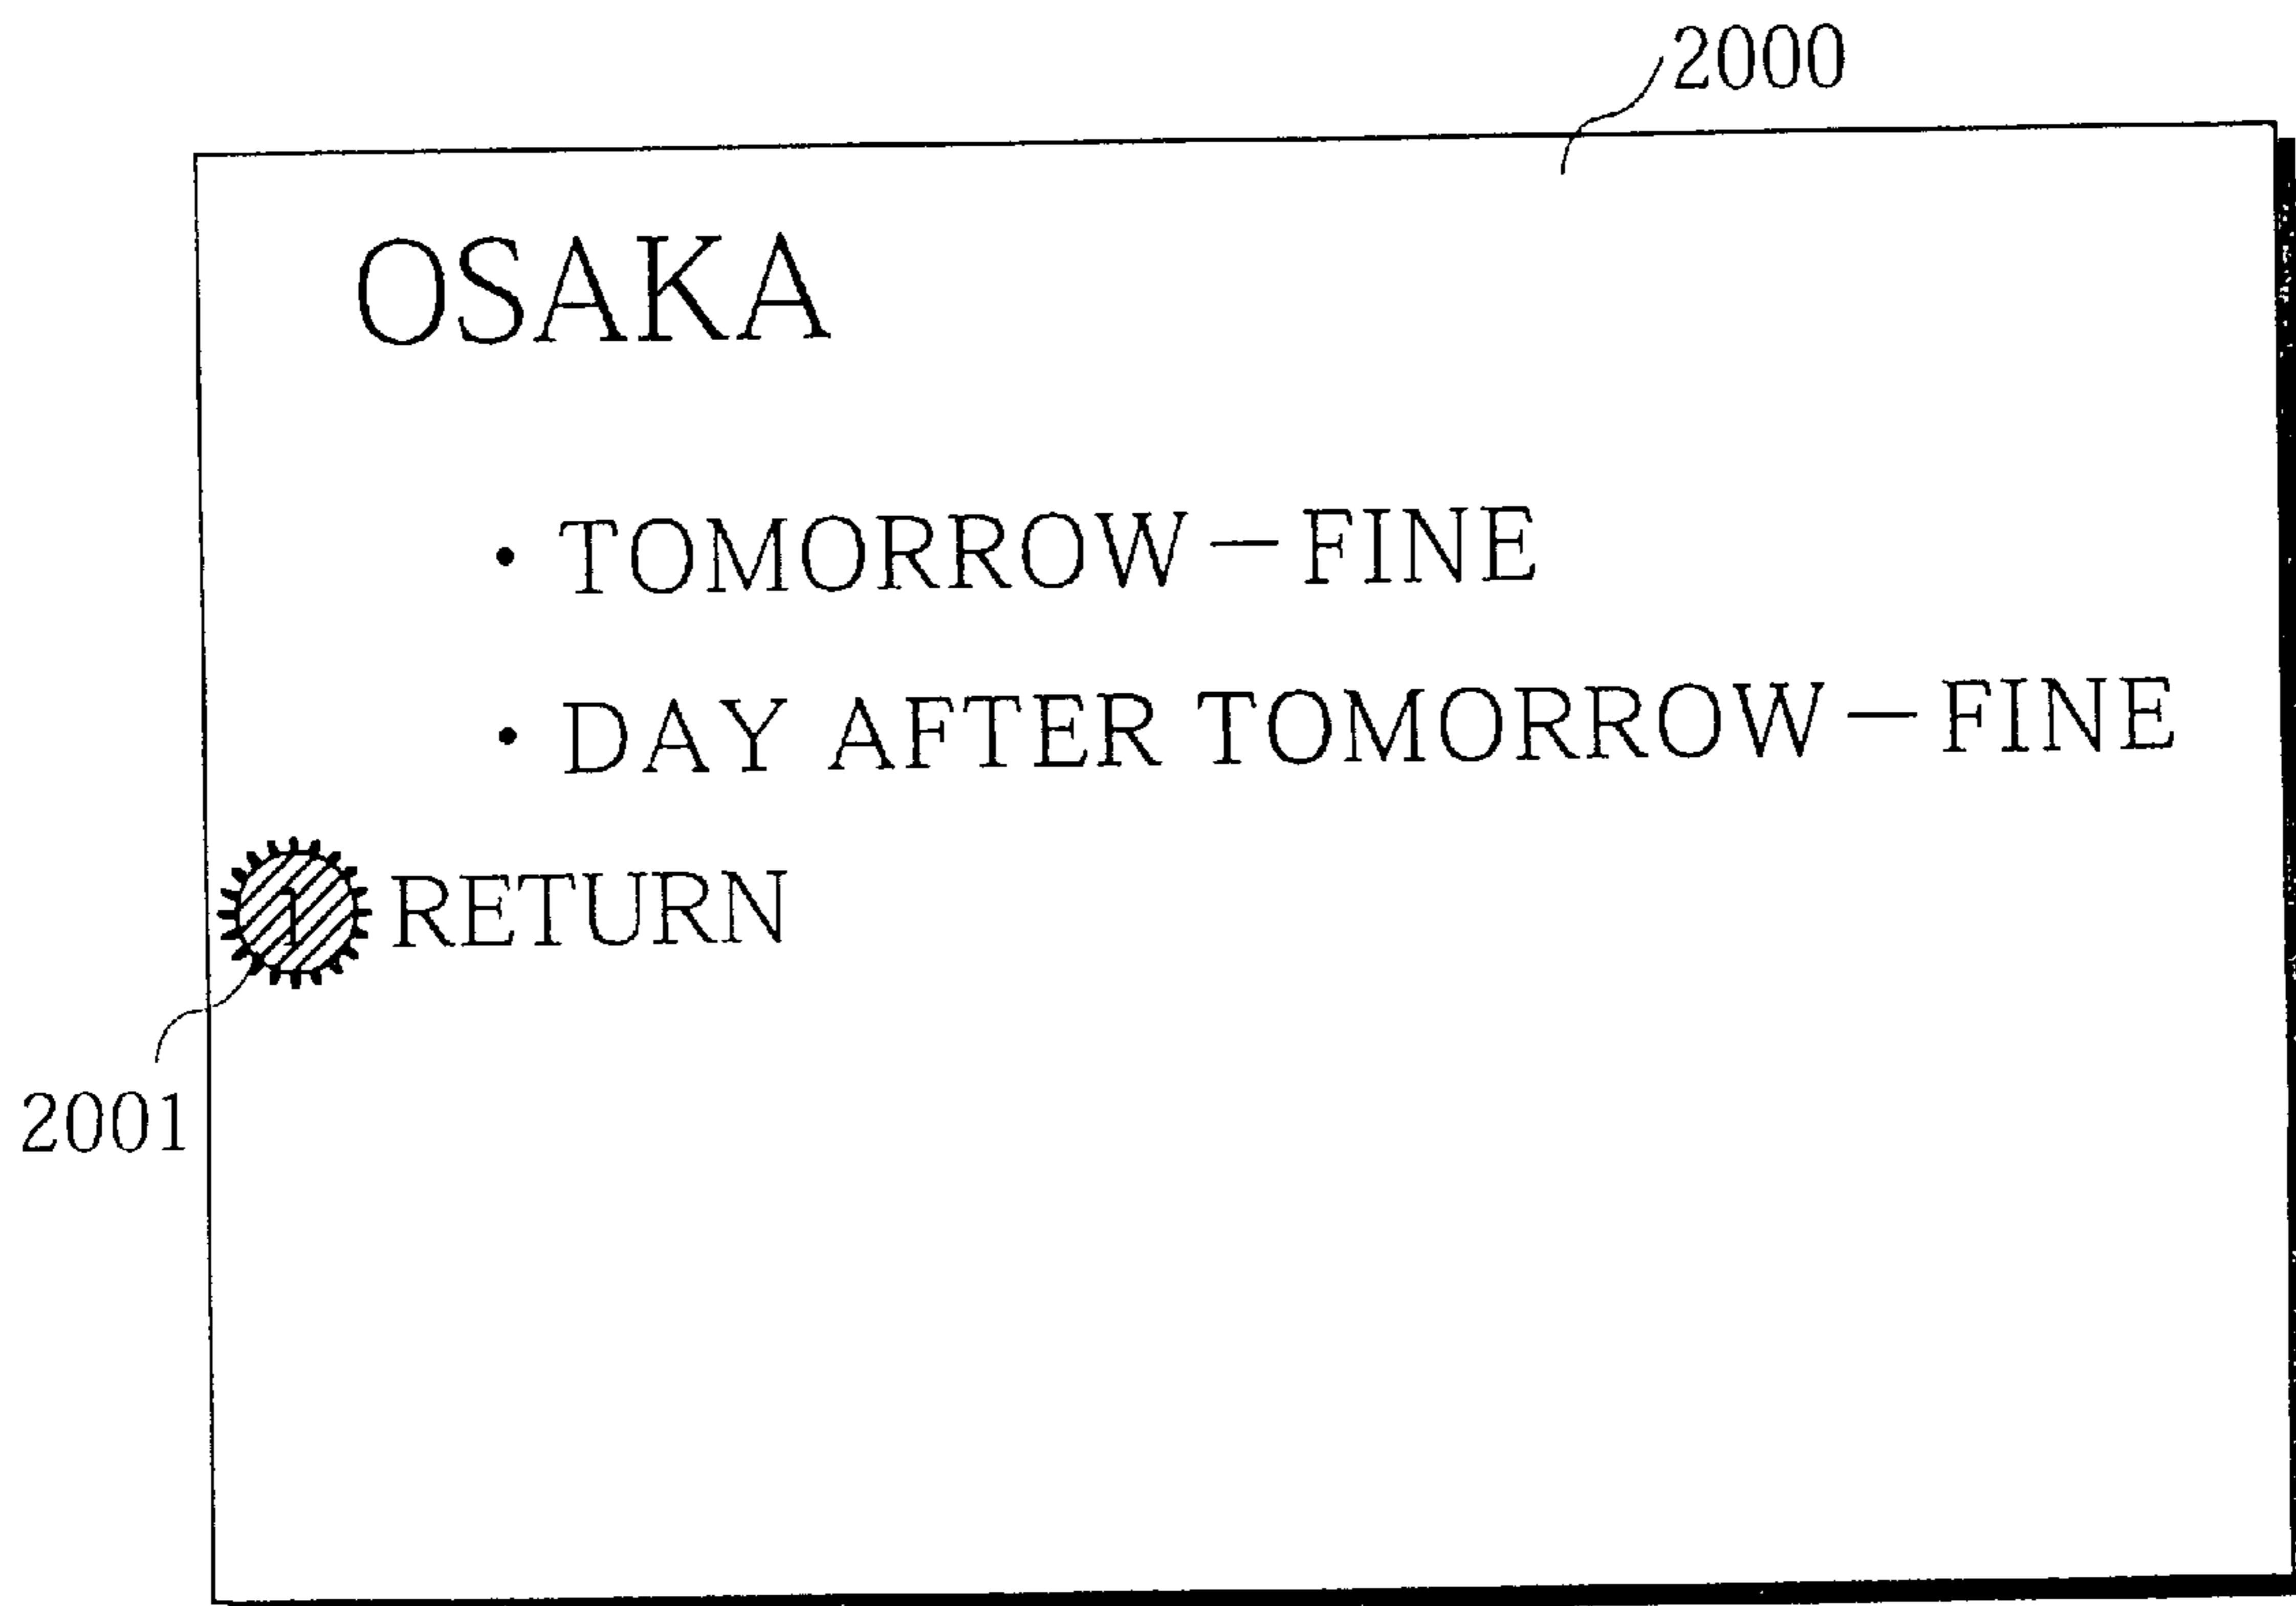 2000
OSAKA
・TOMORROW—FINE
・DAY AFTER TOMORROW—FINE
1 RETURN
2001